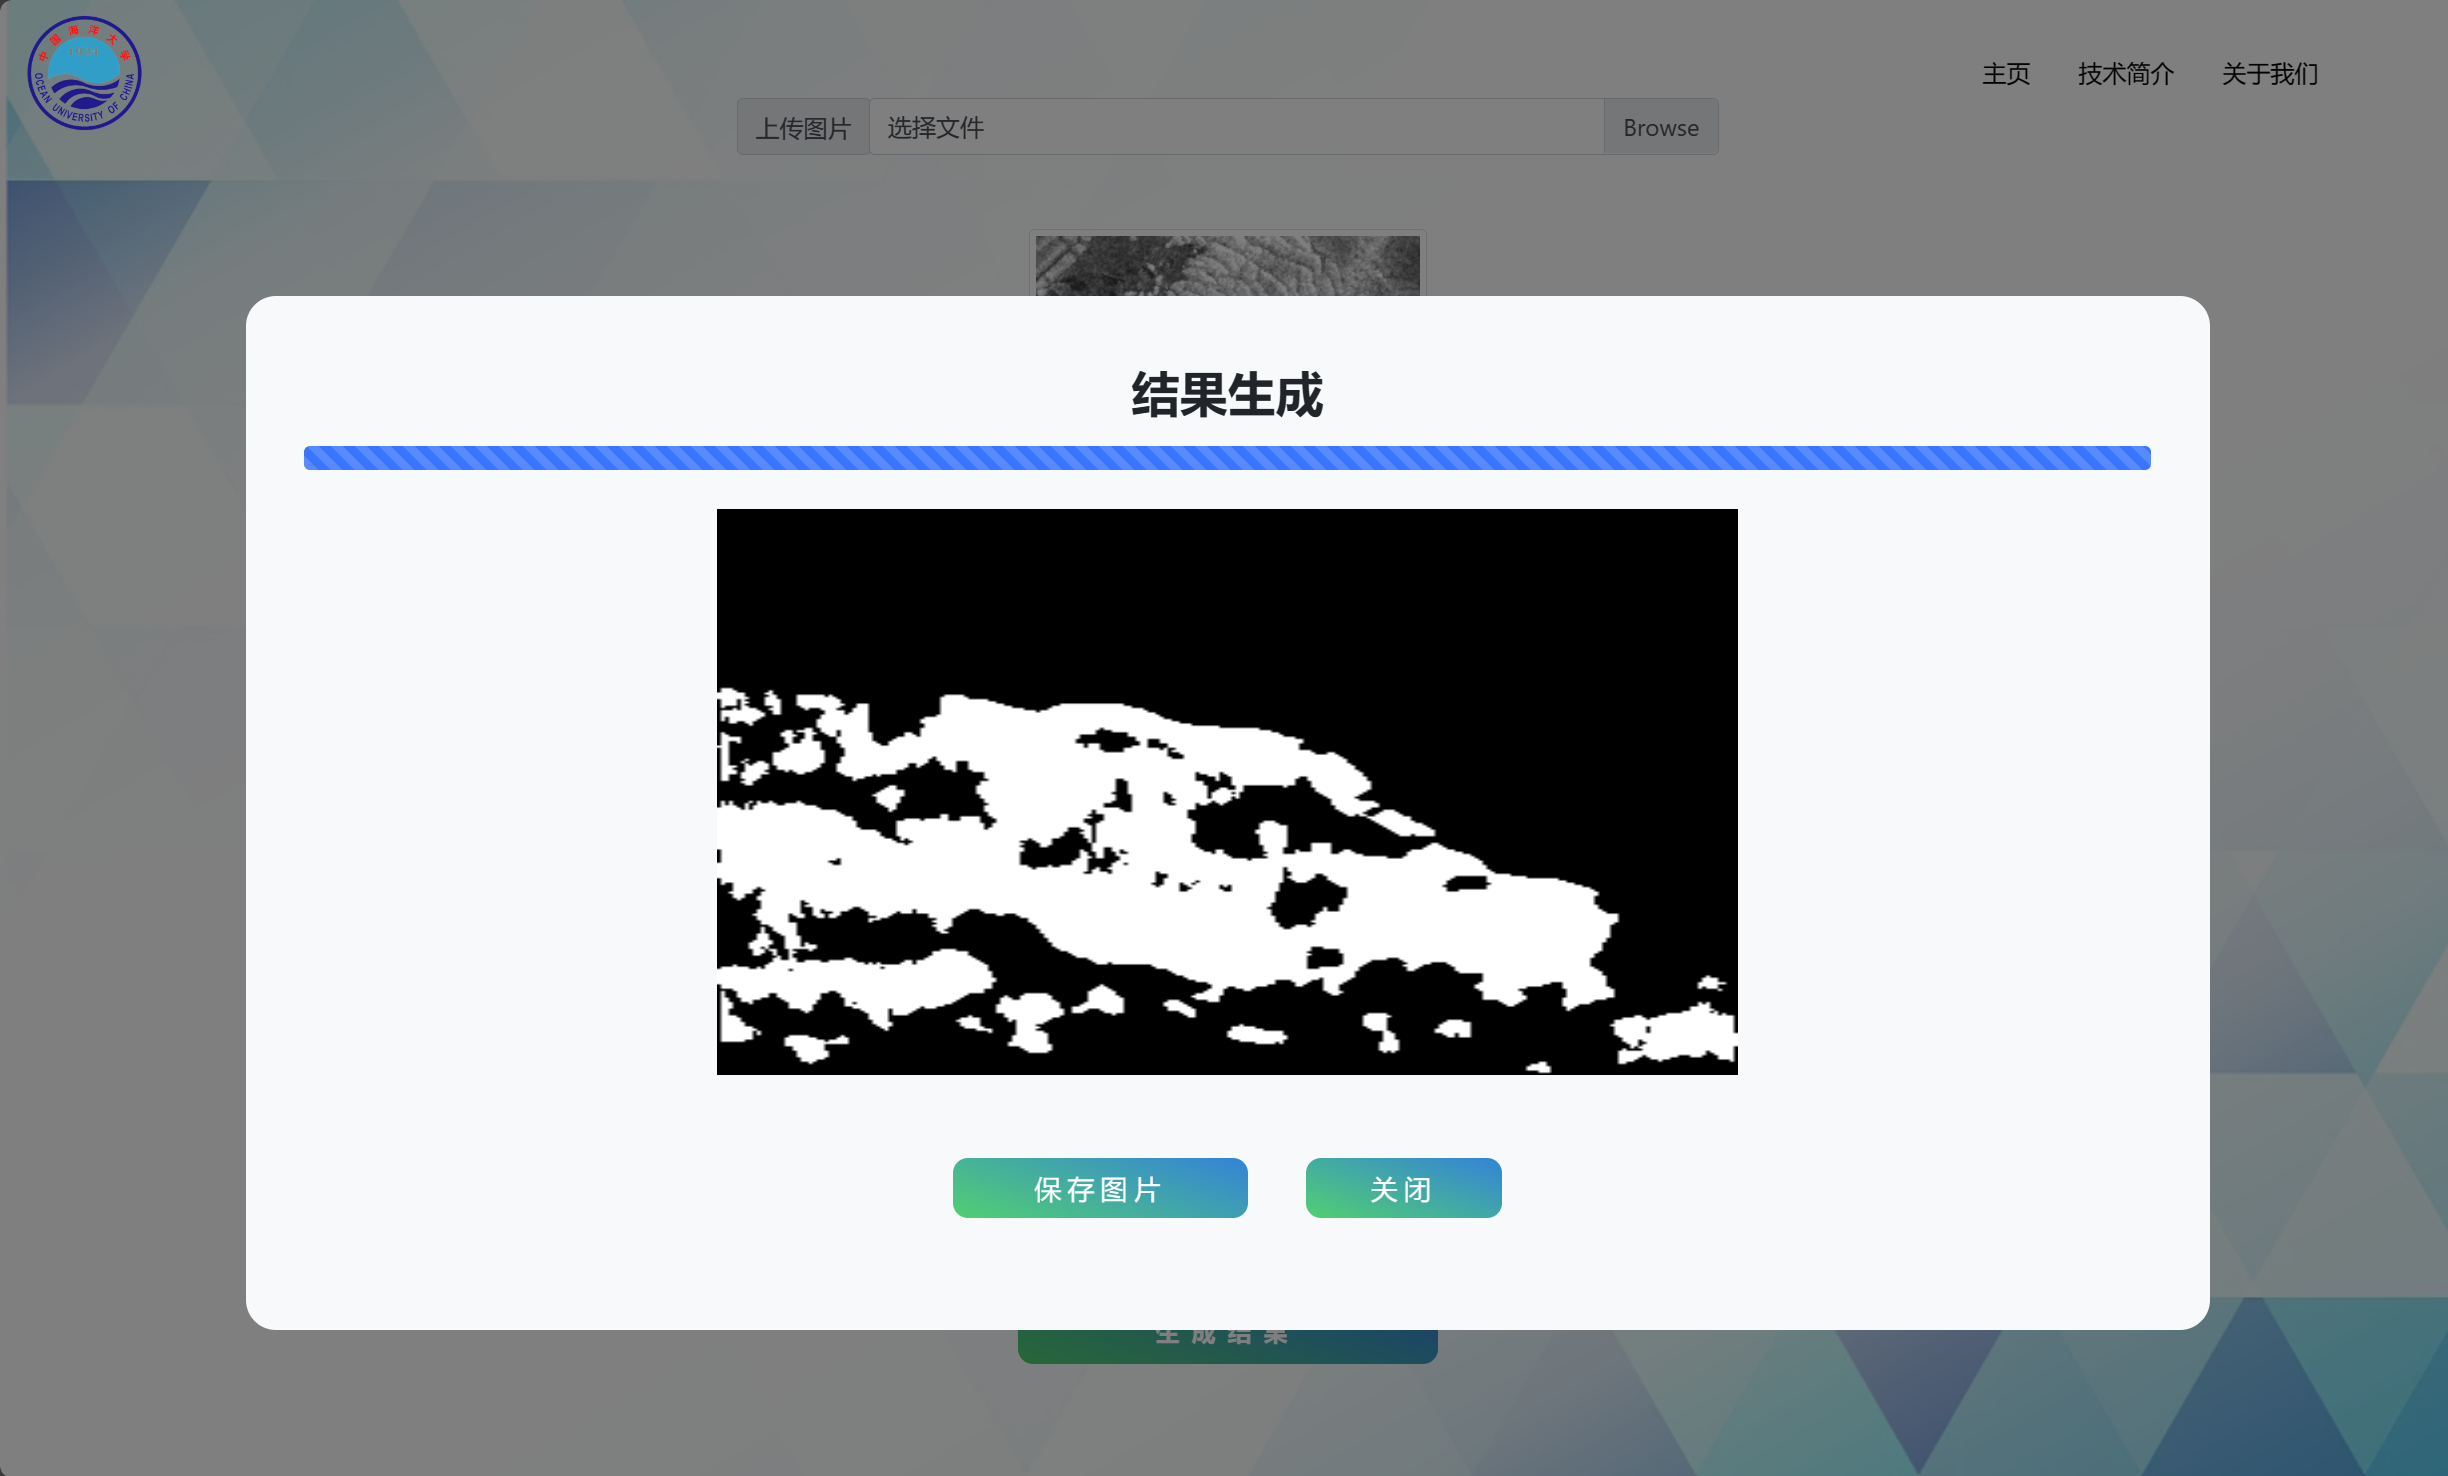 中国海洋大学
OCEAN UNIVERSITY OF CHINA
主页 技术简介 关于我们
上传图片 选择文件 Browse
结果生成
保存图片 关闭
生成结果